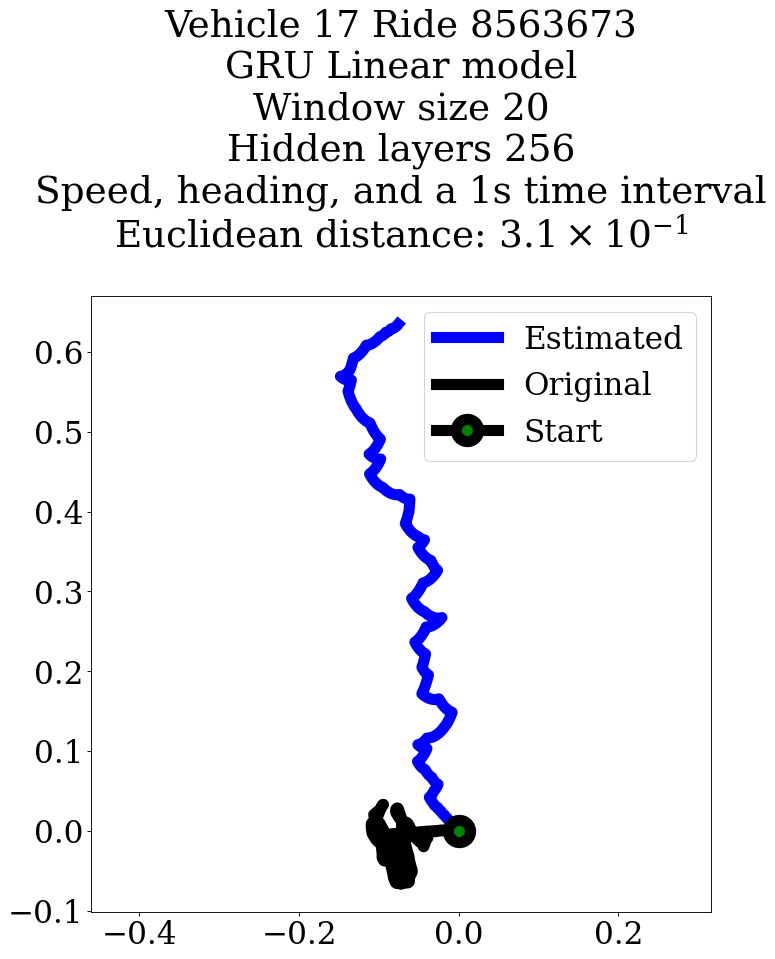 Vehicle 17 Ride 8563673
GRU Linear model
Window size 20
Hidden layers 256
Speed, heading, and a 1s time interval
Euclidean distance: 3.1 × 10⁻¹
Estimated
Original
Start
0.6
0.5
0.4
0.3
0.2
0.1
0.0
−0.1
−0.4
−0.2
0.0
0.2